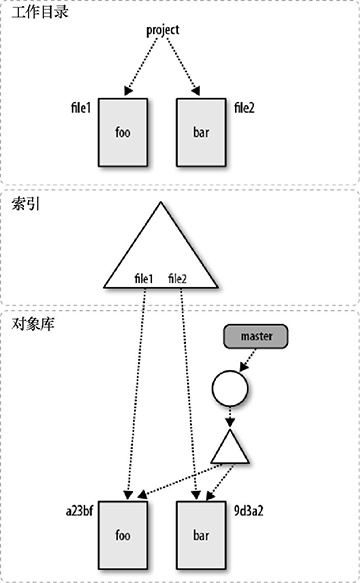 工作目录
project
file1
file2
foo
bar
索引
file1
file2
对象库
master
a23bf
9d3a2
foo
bar